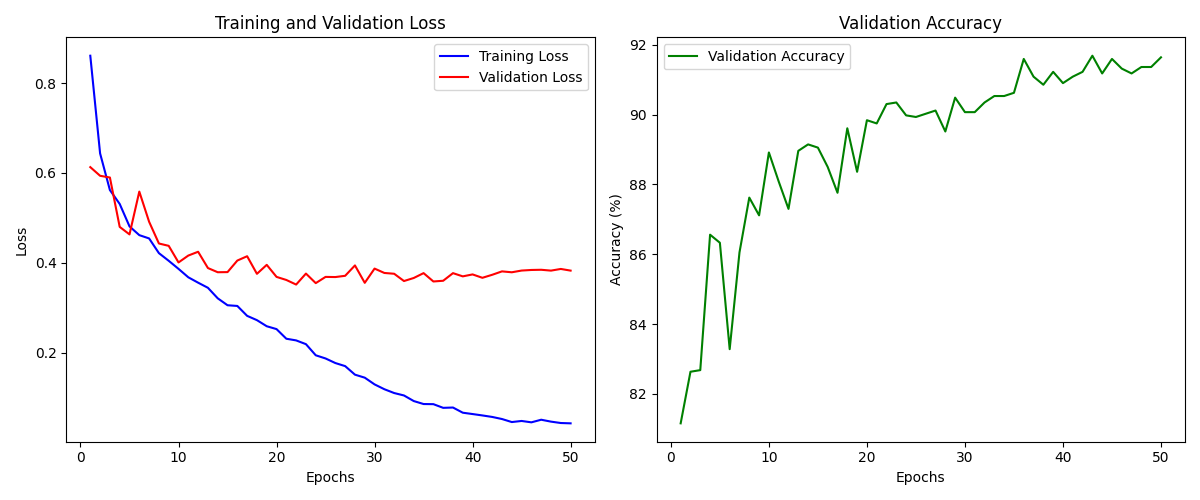 Training and Validation Loss
Training Loss
Validation Loss
0.8
0.6
0.4
0.2
Loss
0 10 20 30 40 50
Epochs
Validation Accuracy
Validation Accuracy
92
90
88
86
84
82
Accuracy (%)
0 10 20 30 40 50
Epochs